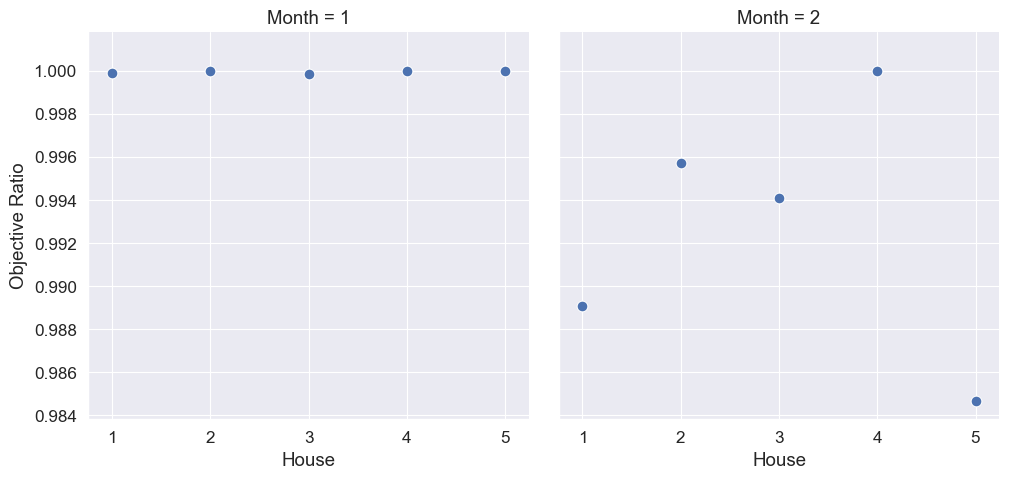 Month = 1
Month = 2
Objective Ratio
1.000
0.998
0.996
0.994
0.992
0.990
0.988
0.986
0.984
1 2 3 4 5
House
1 2 3 4 5
House